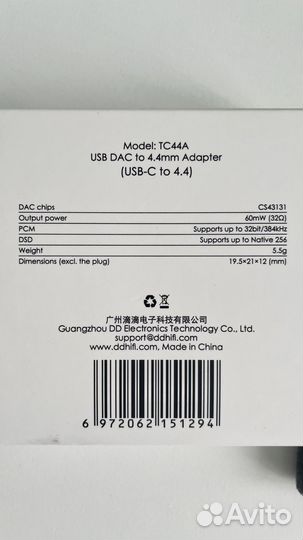 Model: TC44A
USB DAC to 4.4mm Adapter
(USB-C to 4.4)
DAC chips CS43131
Output power 60mW (32Ω)
PCM Supports up to 32bit/384kHz
DSD Supports up to Native 256
Weight 5.5g
Dimensions (excl. the plug) 19.5×21×12 (mm)
广州滴滴电子科技有限公司
Guangzhou DD Electronics Technology Co., Ltd.
support@ddhifi.com
www.ddhifi.com
Made in China
6 972062 151294
Avito